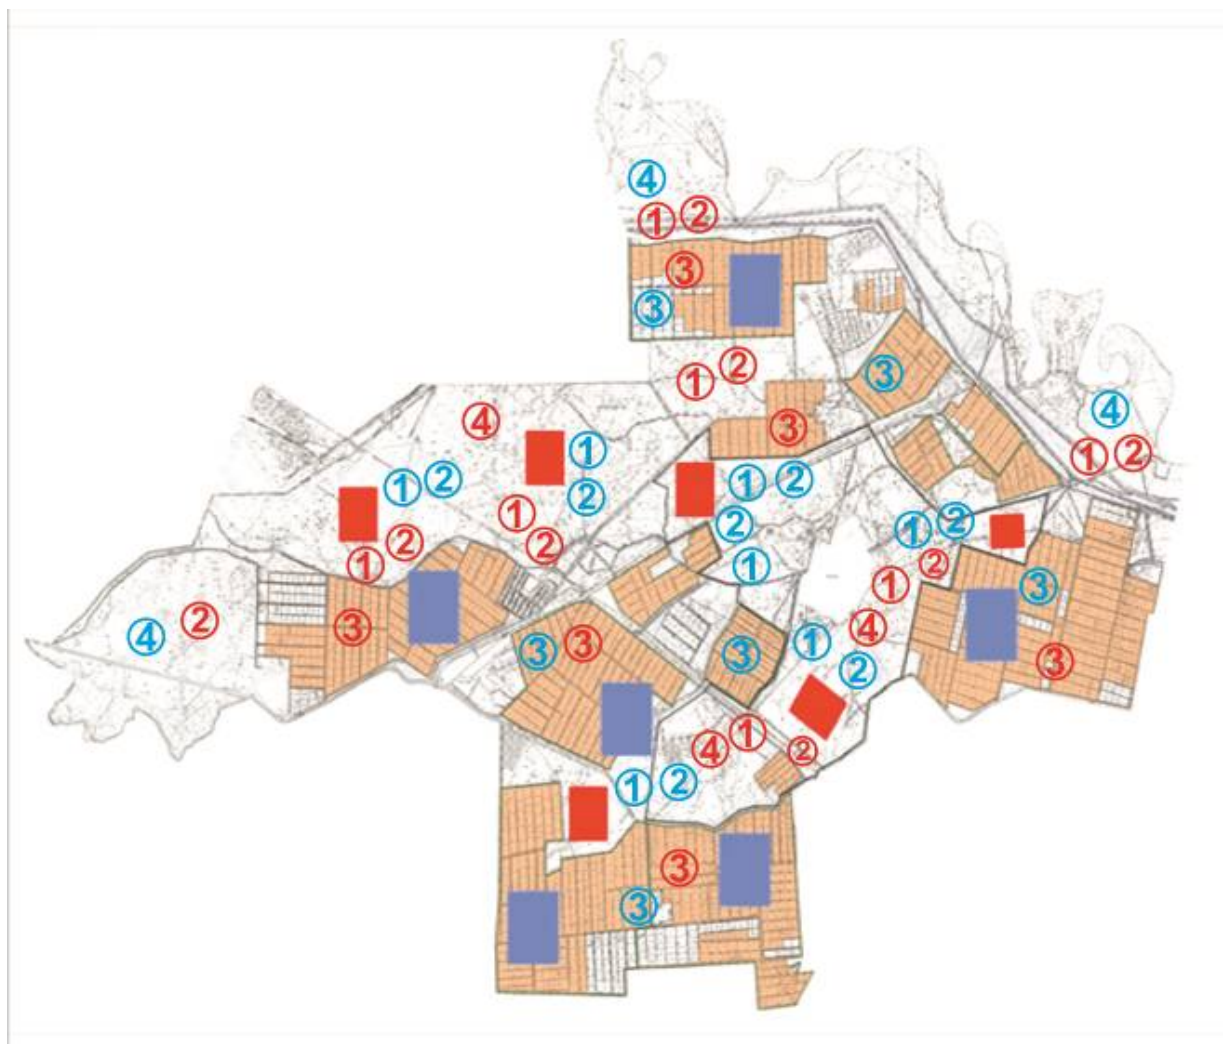 ④
① ②
③
③
② 
①
③
④
④
③
① ② ①
② ① ② ①
② ②
① ② ① ②
② ② ②
① ① ③
②
④ ③ ③ ③ ① ④
③ ② ③
① ④ ②
① ②
③
③